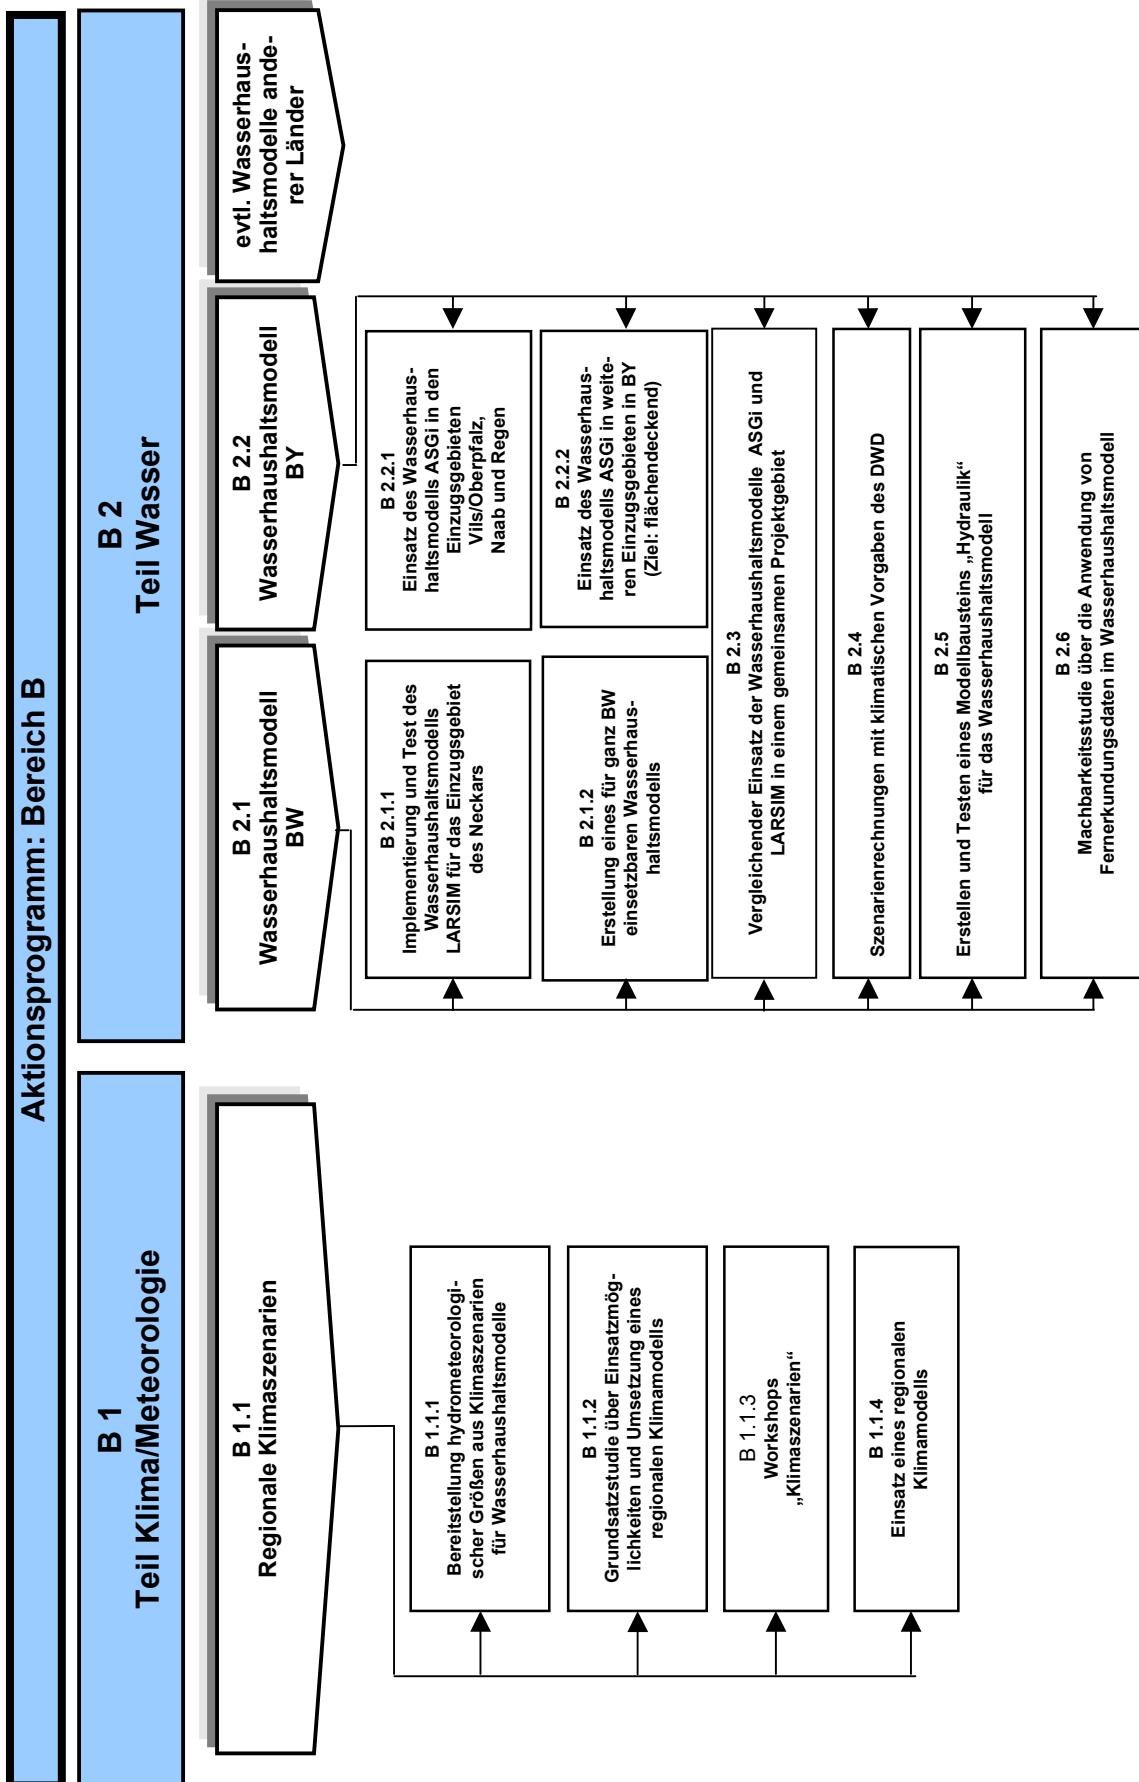 Aktionsprogramm: Bereich B
B 1
Teil Klima/Meteorologie
B 1.1
Regionale Klimaszenarien
B 1.1.1
Bereitstellung hydrometeorologi-
scher Größen aus Klimaszenarien
für Wasserhaushaltsmodelle
B 1.1.2
Grundsatzstudie über Einsatzmög-
lichkeiten und Umsetzung eines
regionalen Klimamodells
B 1.1.3
Workshops
„Klimaszenarien“
B 1.1.4
Einsatz eines regionalen
Klimamodells
B 2
Teil Wasser
B 2.1
Wasserhaushaltsmodell
BW
B 2.1.1
Implementierung und Test des
Wasserhaushaltsmodells
LARSIM für das Einzugsgebiet
des Neckars
B 2.1.2
Erstellung eines für ganz BW
einsetzbaren Wasserhaus-
haltsmodells
B 2.2
Wasserhaushaltsmodell
BY
B 2.2.1
Einsatz des Wasserhaus-
haltsmodells ASGi in den
Einzugsgebieten
Vils/Oberpfalz,
Naab und Regen
B 2.2.2
Einsatz des Wasserhaus-
haltsmodells ASGi in weite-
ren Einzugsgebieten in BY
(Ziel: flächendeckend)
B 2.3
Vergleichender Einsatz der Wasserhaushaltsmodelle ASGi und
LARSIM in einem gemeinsamen Projektgebiet
B 2.4
Szenarienrechnungen mit klimatischen Vorgaben des DWD
B 2.5
Erstellen und Testen eines Modellbausteins „Hydraulik“
für das Wasserhaushaltsmodell
B 2.6
Machbarkeitsstudie über die Anwendung von
Fernerkundungsdaten im Wasserhaushaltsmodell
evtl. Wasserhaus-
haltsmodelle ande-
rer Länder